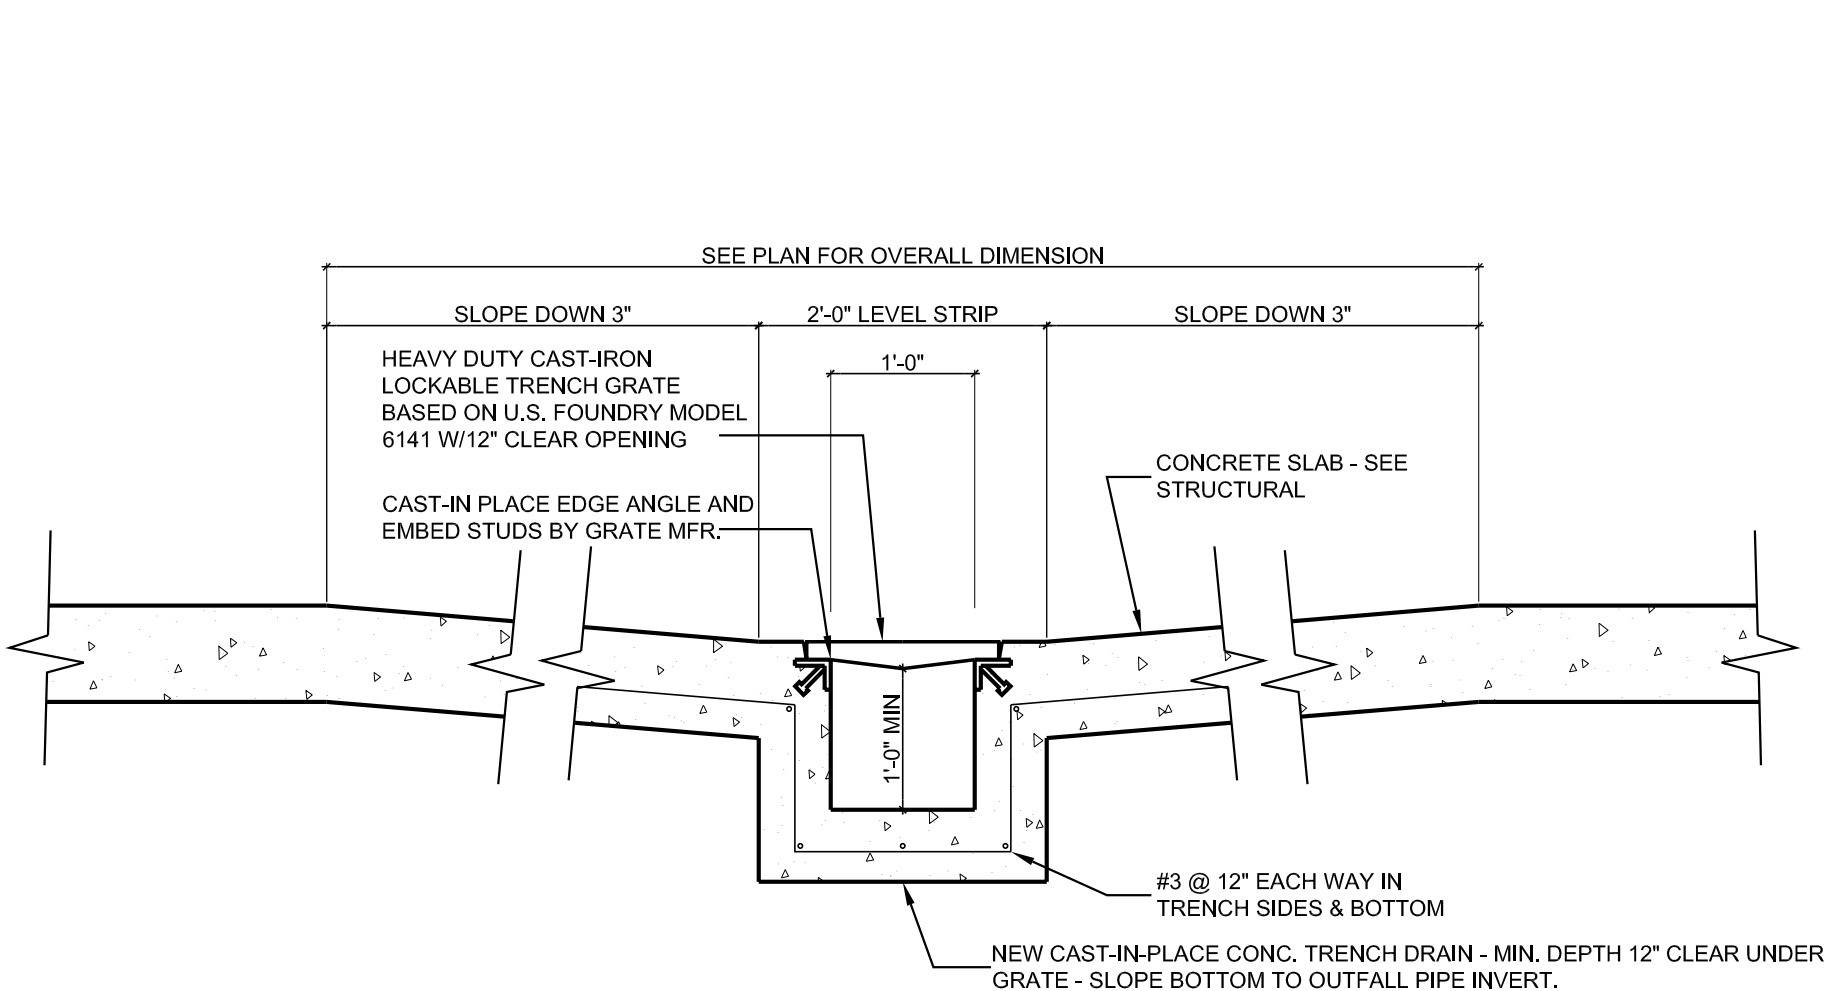 SEE PLAN FOR OVERALL DIMENSION
SLOPE DOWN 3"
2'-0" LEVEL STRIP
SLOPE DOWN 3"
1'-0"
HEAVY DUTY CAST-IRON
LOCKABLE TRENCH GRATE
BASED ON U.S. FOUNDRY MODEL
6141 W/12" CLEAR OPENING
CAST-IN PLACE EDGE ANGLE AND
EMBED STUDS BY GRATE MFR.
CONCRETE SLAB - SEE
STRUCTURAL
1'-0" MIN
#3 @ 12" EACH WAY IN
TRENCH SIDES & BOTTOM
NEW CAST-IN-PLACE CONC. TRENCH DRAIN - MIN. DEPTH 12" CLEAR UNDER
GRATE - SLOPE BOTTOM TO OUTFALL PIPE INVERT.